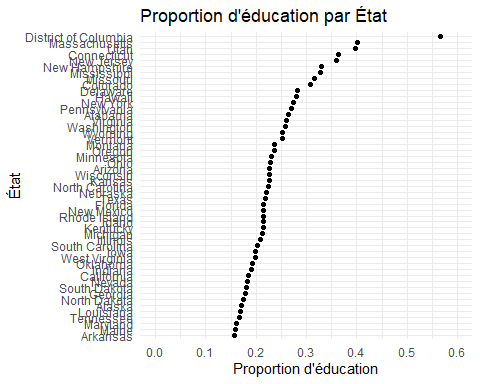 Proportion d'éducation par État
District of Columbia
Massachusetts
Utah
Connecticut
New Jersey
New Hampshire
Mississippi
Missouri
Colorado
Delaware
Hawaii
New York
Pennsylvania
Alabama
Virginia
Washington
Wyoming
Vermont
Montana
Oregon
Minnesota
Ohio
Arizona
Wisconsin
Kansas
North Carolina
Nebraska
Texas
Florida
New Mexico
Rhode Island
Idaho
Kentucky
Michigan
Illinois
South Carolina
Iowa
West Virginia
Oklahoma
Indiana
California
Nevada
South Dakota
Georgia
North Dakota
Alaska
Louisiana
Tennessee
Maryland
Maine
Arkansas
État
0.0 0.1 0.2 0.3 0.4 0.5 0.6
Proportion d'éducation